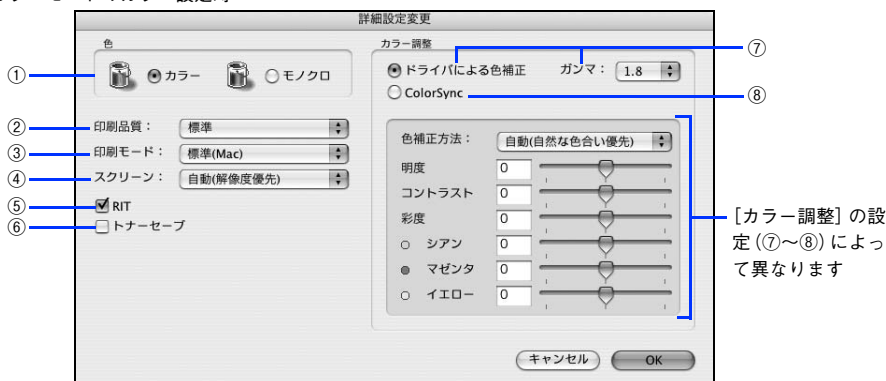 詳細設定変更
色
カラー調整
① カラー モノクロ
ドライバによる色補正 ガンマ： 1.8 ⑦
ColorSync ⑧
② 印刷品質： 標準
③ 印刷モード： 標準(Mac)
④ スクリーン： 自動(解像度優先)
⑤ RIT
⑥ トナーセーブ
色補正方法： 自動(自然な色合い優先)
明度 0
コントラスト 0
彩度 0
シアン 0
マゼンタ 0
イエロー 0
［カラー調整］の設
定(⑦～⑧)によっ
て異なります
キャンセル OK